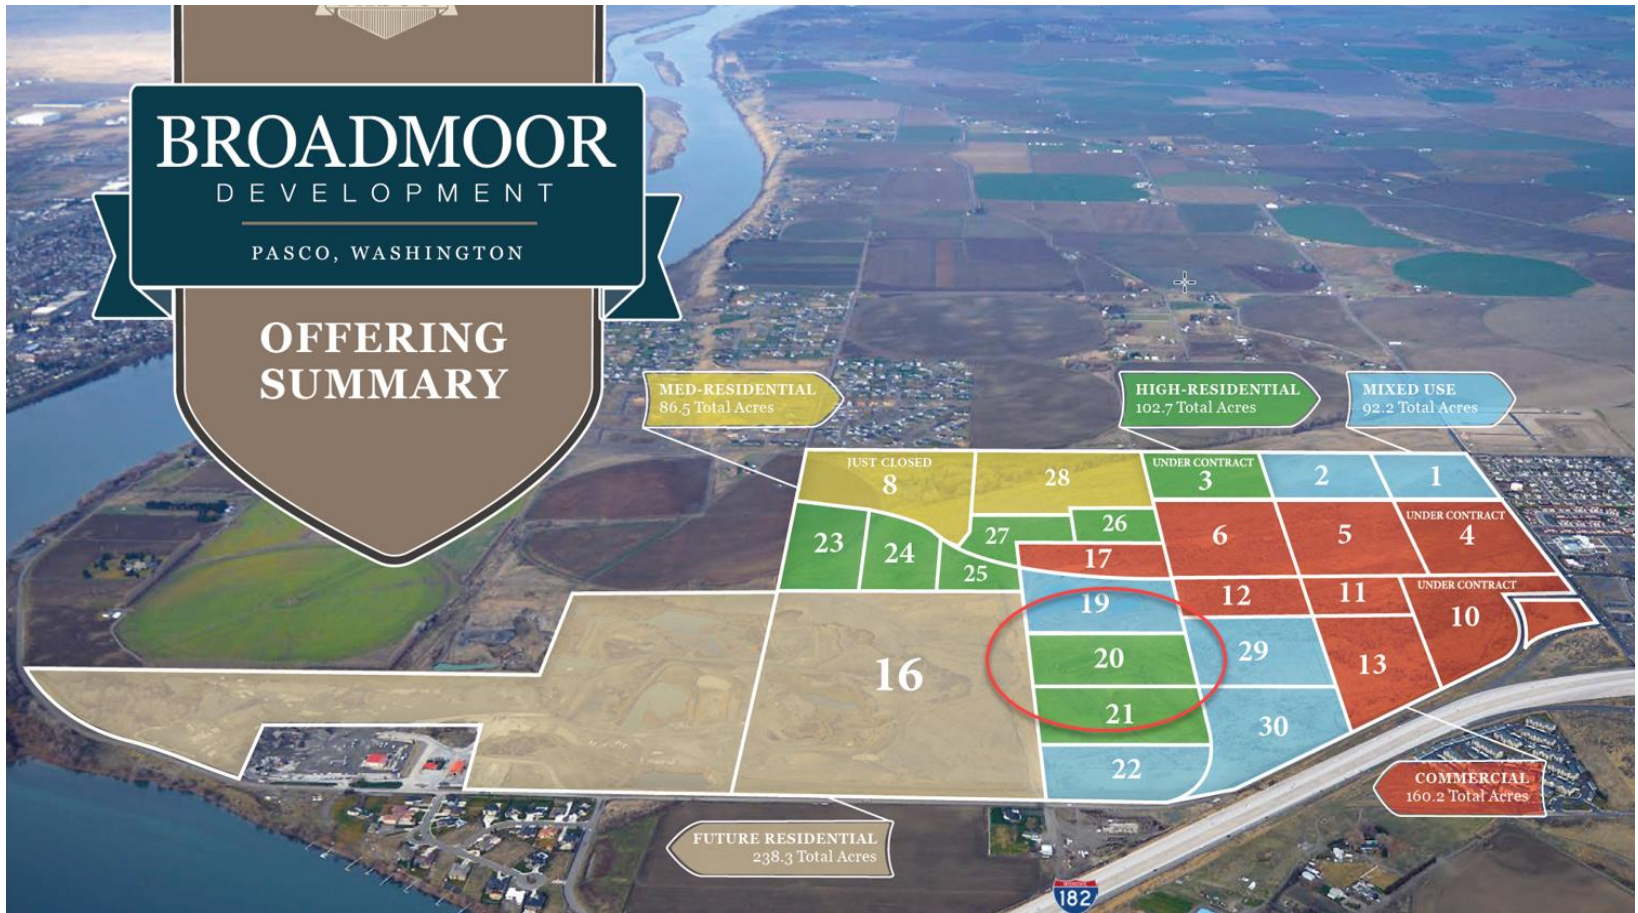 BROADMOOR
DEVELOPMENT
PASCO, WASHINGTON
OFFERING
SUMMARY
MED-RESIDENTIAL
86.5 Total Acres
HIGH-RESIDENTIAL
102.7 Total Acres
MIXED USE
92.2 Total Acres
JUST CLOSED
8
28
UNDER CONTRACT
3
2
1
23
24
27
26
25
17
6
5
UNDER CONTRACT
4
19
12
11
UNDER CONTRACT
10
16
20
29
13
21
30
22
COMMERCIAL
160.2 Total Acres
FUTURE RESIDENTIAL
238.3 Total Acres
182